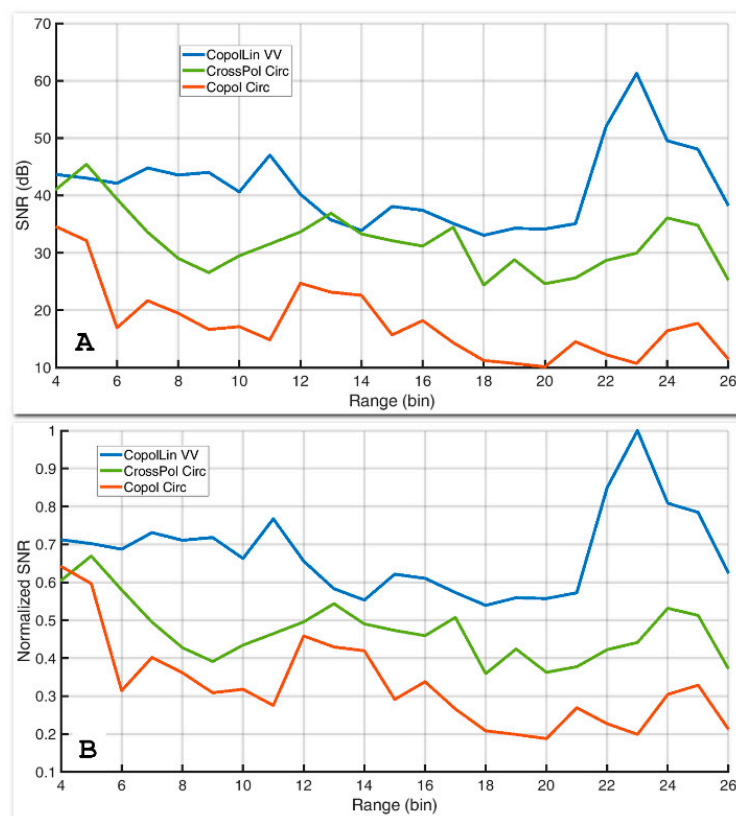 70
60
50
40
30
20
10
SNR (dB)
CopolLin VV
CrossPol Circ
Copol Circ
A
4 6 8 10 12 14 16 18 20 22 24 26
Range (bin)
1
0.9
0.8
0.7
0.6
0.5
0.4
0.3
0.2
0.1
Normalized SNR
CopolLin VV
CrossPol Circ
Copol Circ
B
4 6 8 10 12 14 16 18 20 22 24 26
Range (bin)